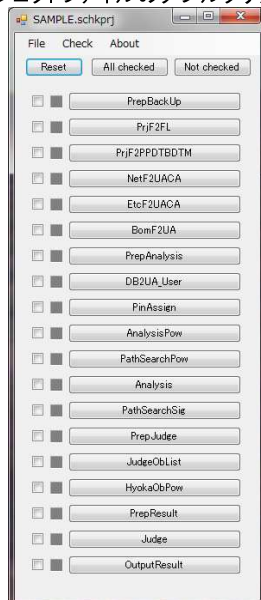 SAMPLE.schkprj
File Check About
Reset All checked Not checked
PrepBackUp
PrjF2FL
PrjF2PPDTBDTM
NetF2UACA
EtcF2UACA
BomF2UA
PrepAnalysis
DB2UA_User
PinAssign
AnalysisPow
PathSearchPow
Analysis
PathSearchSig
PrepJudge
JudgeObList
HyokaObPow
PrepResult
Judge
OutputResult